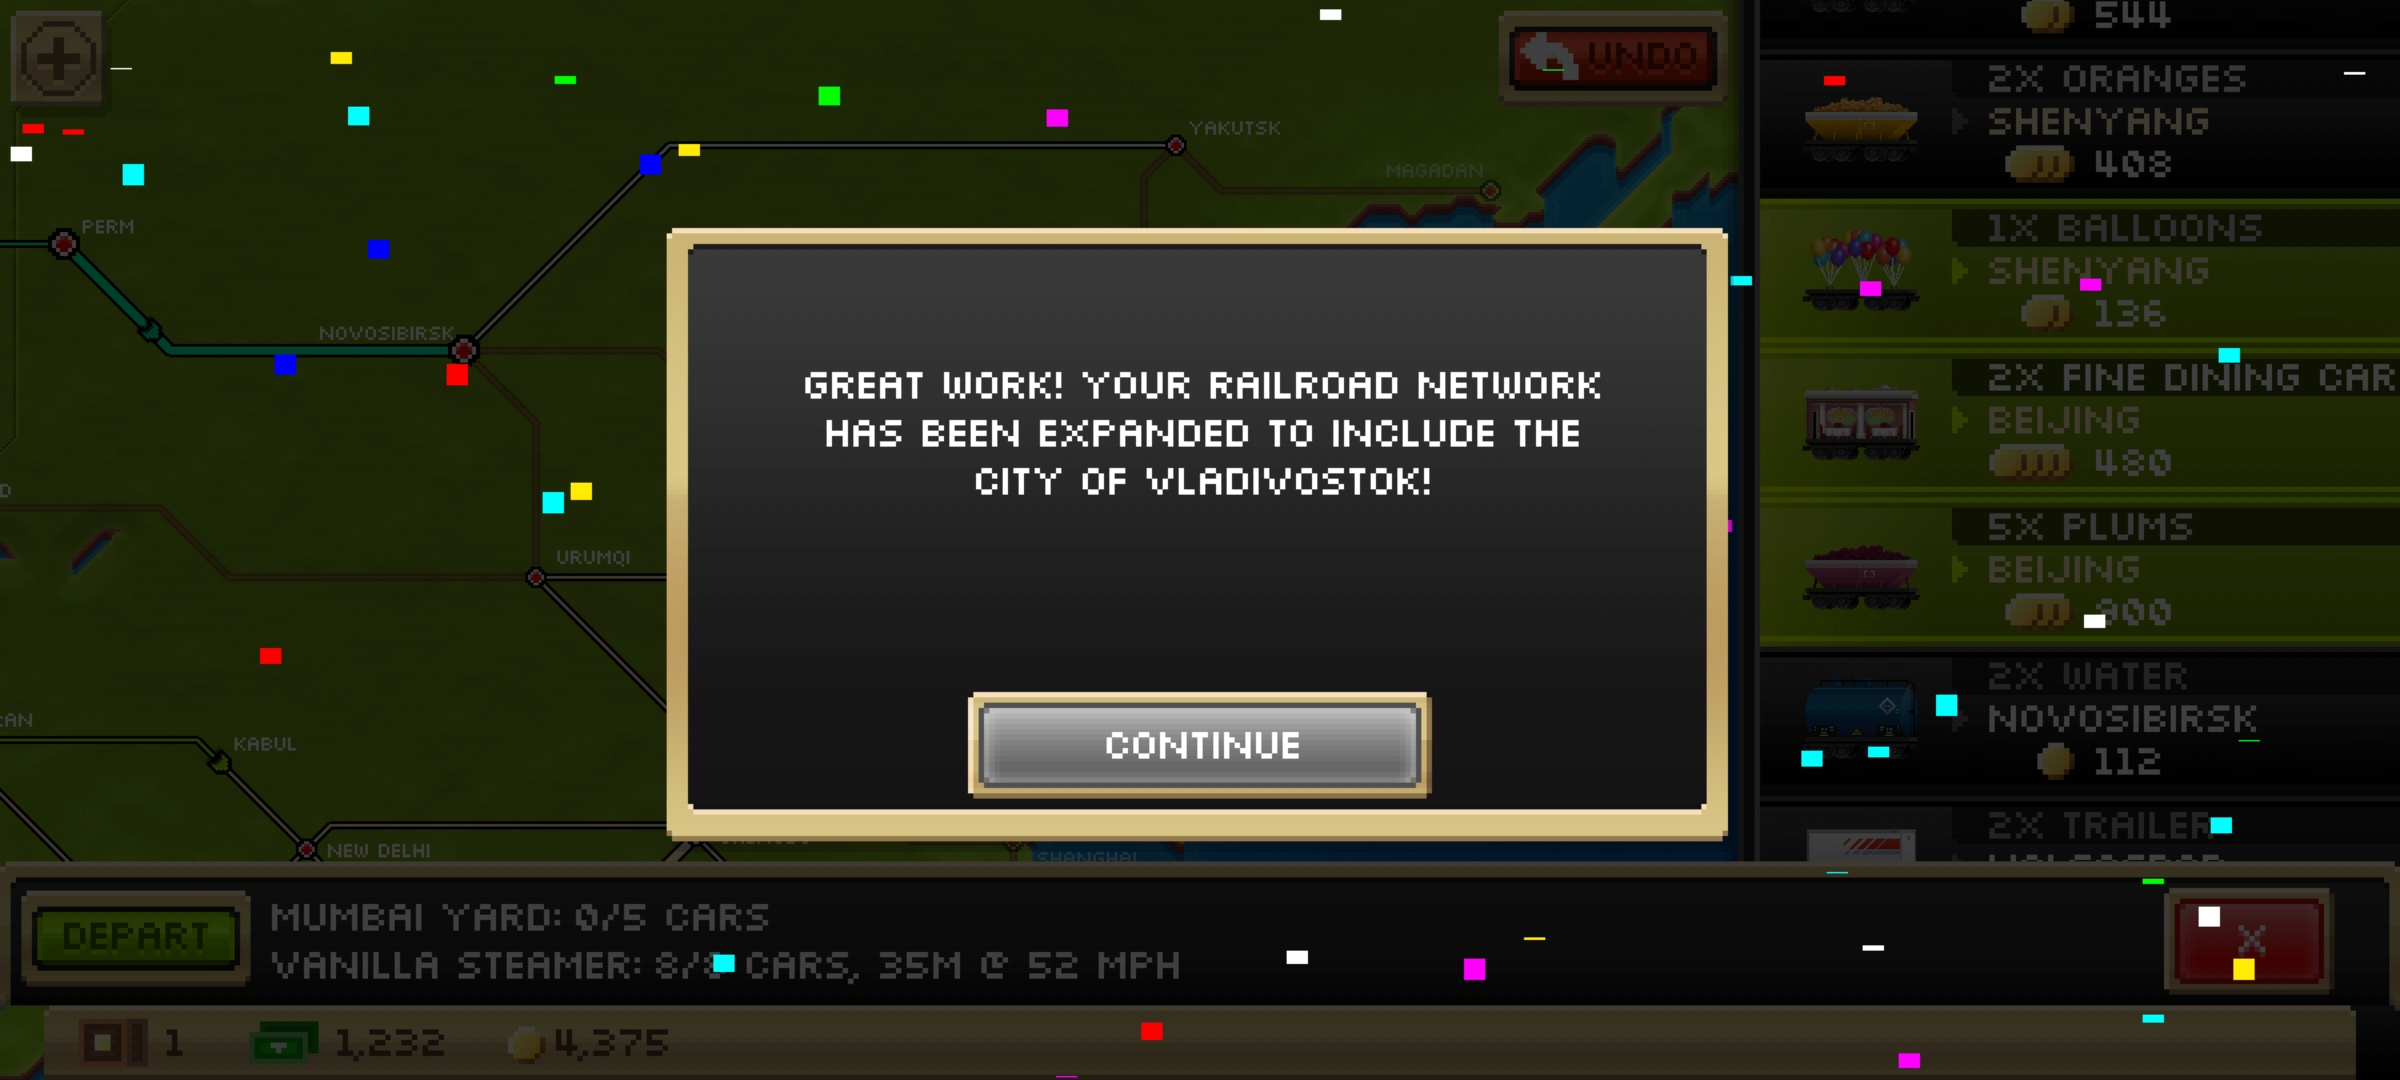 544
UNDO
2X ORANGES
SHENYANG
408
YAKUTSK
MAGADAN
PERM
1X BALLOONS
SHENYANG
136
NOVOSIBIRSK
2X FINE DINING CAR
BEIJING
480
GREAT WORK! YOUR RAILROAD NETWORK
HAS BEEN EXPANDED TO INCLUDE THE
CITY OF VLADIVOSTOK!
5X PLUMS
BEIJING
900
URUMQI
2X WATER
NOVOSIBIRSK
112
KABUL
CONTINUE
2X TRAILER
NEW DELHI
SHANGHAI
DEPART
MUMBAI YARD: 0/5 CARS
VANILLA STEAMER: 8/8 CARS, 35M @ 52 MPH
X
1
1,232
4,375